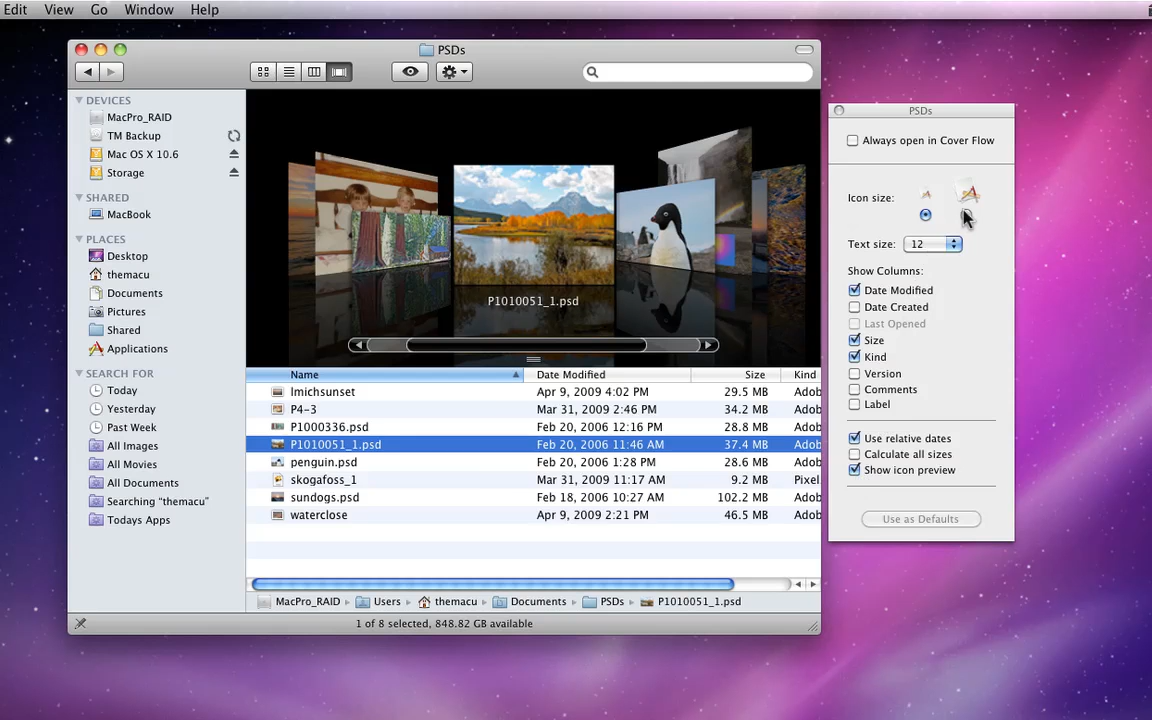 Edit View Go Window Help
PSDs
DEVICES
MacPro_RAID
TM Backup
Mac OS X 10.6
Storage
SHARED
MacBook
PLACES
Desktop
themacu
Documents
Pictures
Shared
Applications
SEARCH FOR
Today
Yesterday
Past Week
All Images
All Movies
All Documents
Searching “themacu”
Todays Apps
P1010051_1.psd
Name Date Modified Size Kind
lmichsunset Apr 9, 2009 4:02 PM 29.5 MB Adob
P4-3 Mar 31, 2009 2:46 PM 34.2 MB Adob
P1000336.psd Feb 20, 2006 12:16 PM 28.8 MB Adob
P1010051_1.psd Feb 20, 2006 11:46 AM 37.4 MB Adob
penguin.psd Feb 20, 2006 1:28 PM 28.6 MB Adob
skogafoss_1 Mar 31, 2009 11:17 AM 9.2 MB Pixel
sundogs.psd Feb 18, 2006 10:27 AM 102.2 MB Adob
waterclose Apr 9, 2009 2:21 PM 46.5 MB Adob
MacPro_RAID Users themacu Documents PSDs P1010051_1.psd
1 of 8 selected, 848.82 GB available
PSDs
Always open in Cover Flow
Icon size:
Text size: 12
Show Columns:
Date Modified
Date Created
Last Opened
Size
Kind
Version
Comments
Label
Use relative dates
Calculate all sizes
Show icon preview
Use as Defaults